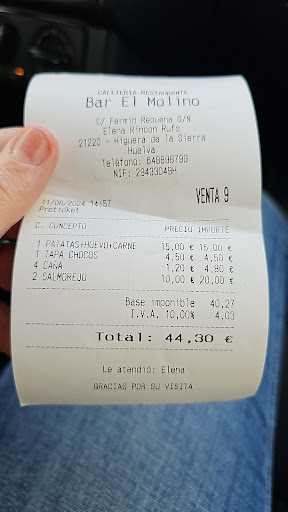 CAFETERIA RESTAURANTE
Bar El Molino
C/ Fermin Requena S/N
Elena Rincon Rufo
21220 - Higuera de la Sierra
Huelva
Teléfono: 648898799
NIF: 29433049H
VENTA 9
11/08/2024 14:57
Preticket
C. CONCEPTO PRECIU IMPORTE
1 PATATAS+HUEVO+CARNE 15,00 € 15,00 €
1 TAPA CHOCOS 4,50 € 4,50 €
4 CAÑA 1,20 € 4,80 €
2 SALMOREJO 10,00 € 20,00 €
Base imponible 40,27
I.V.A. 10,00% 4,03
Total: 44,30 €
Le atendió: Elena
GRACIAS POR SU VISITA